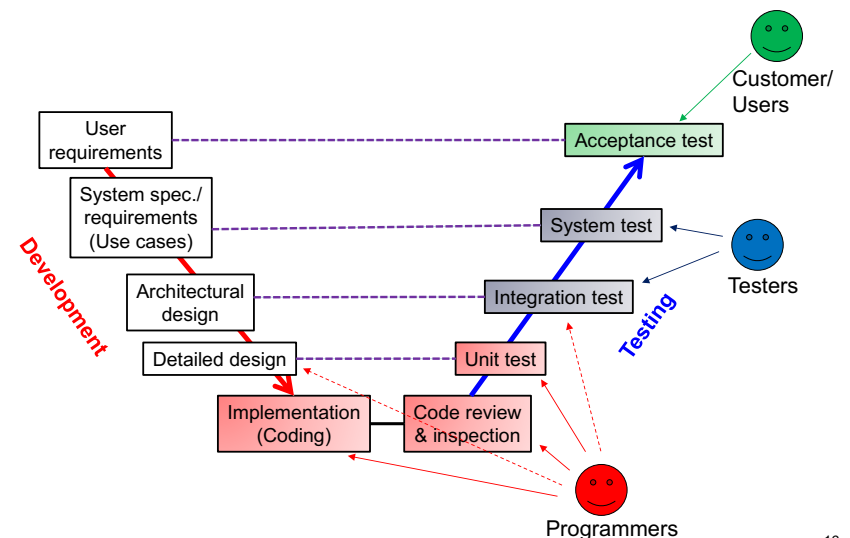 Customer/
Users
User
requirements
Acceptance test
System spec./
requirements
(Use cases)
System test
Development
Testers
Architectural
design
Integration test
Testing
Detailed design
Unit test
Implementation
(Coding)
Code review
& inspection
Programmers